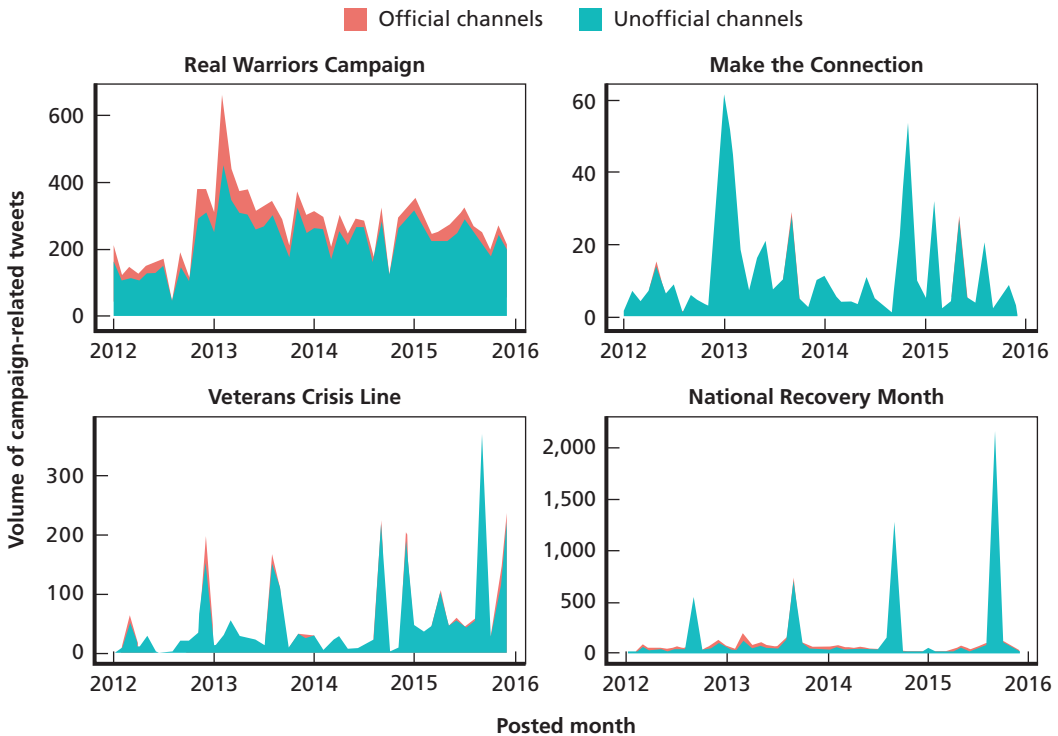 Official channels Unofficial channels
Real Warriors Campaign
600
400
200
0
2012 2013 2014 2015 2016
Make the Connection
60
40
20
0
2012 2013 2014 2015 2016
Veterans Crisis Line
300
200
100
0
2012 2013 2014 2015 2016
National Recovery Month
2,000
1,500
1,000
500
0
2012 2013 2014 2015 2016
Volume of campaign-related tweets
Posted month